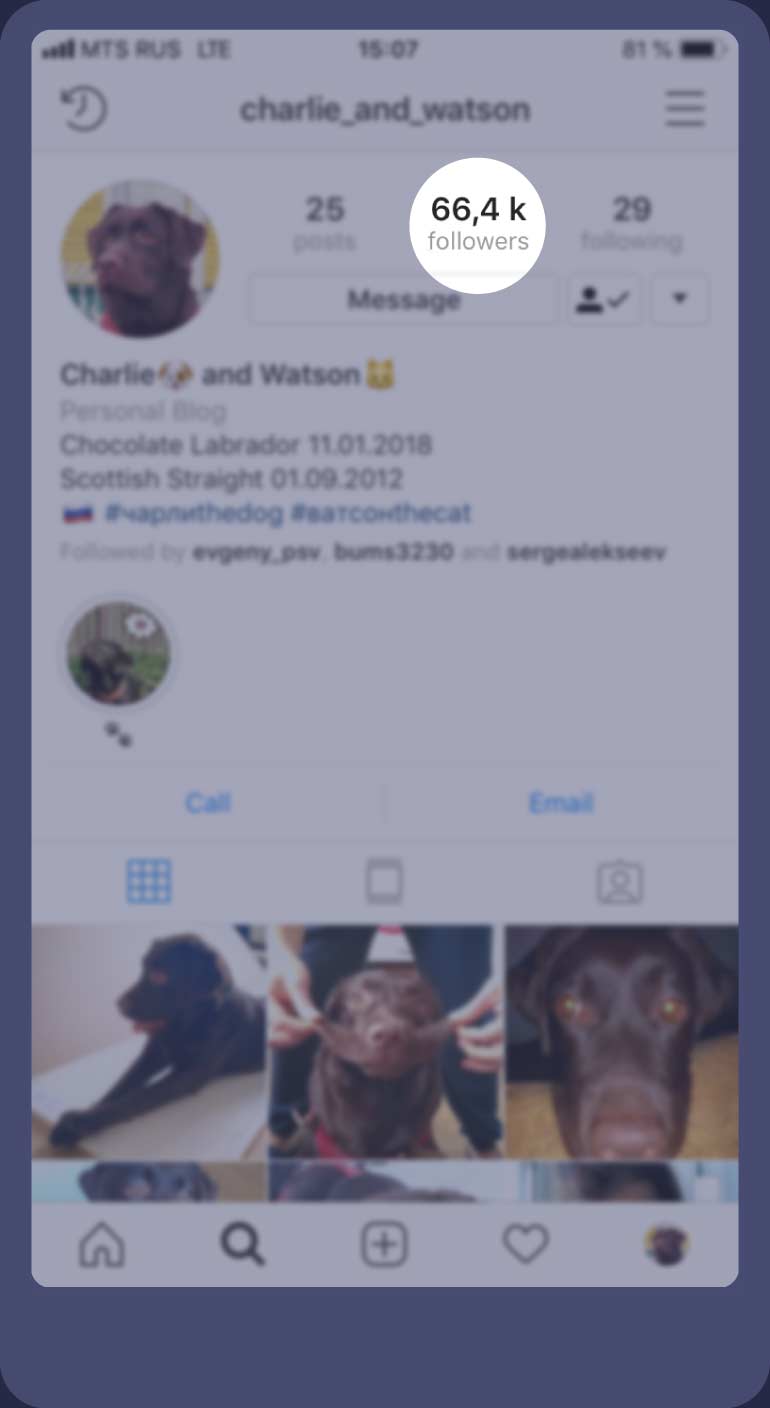 MTS RUS LTE 15:07 81 %
charlie_and_watson
25 66,4 k 29
posts followers following
Message
Charlie🐶 and Watson🐱
Personal Blog
Chocolate Labrador 11.01.2018
Scottish Straight 01.09.2012
🇷🇺 #чарлиthedog #ватсонthecat
Followed by evgeny_psv, bums3230 and sergealekseev
🐾
Call Email